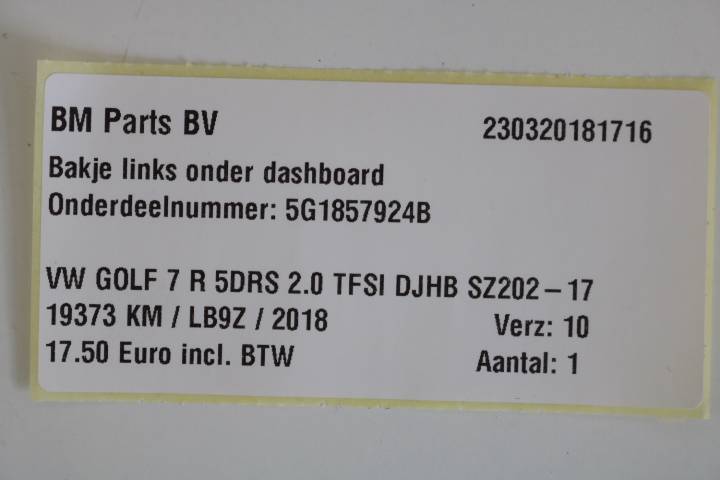 BM Parts BV 230320181716
Bakje links onder dashboard
Onderdeelnummer: 5G1857924B
VW GOLF 7 R 5DRS 2.0 TFSI DJHB SZ202-17
19373 KM / LB9Z / 2018 Verz: 10
17.50 Euro incl. BTW Aantal: 1